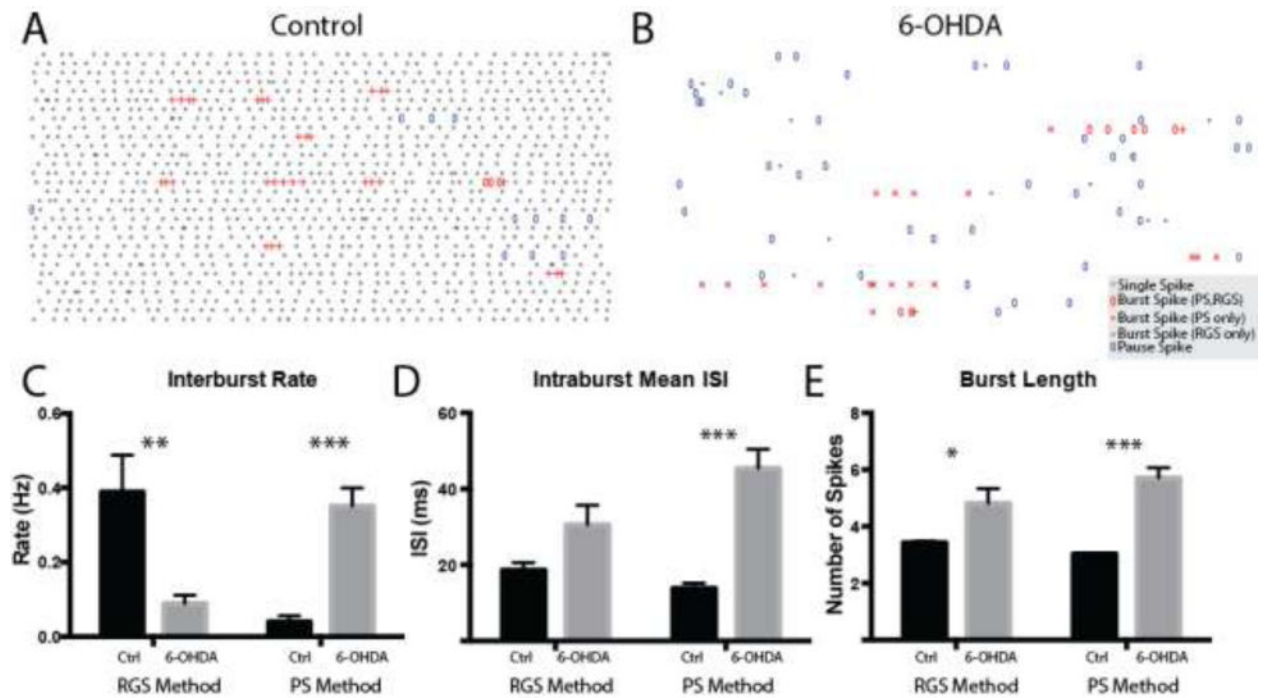 A Control
B 6-OHDA
Single Spike
Burst Spike (PS,RGS)
Burst Spike (PS only)
Burst Spike (RGS only)
Pause Spike
C Interburst Rate
Rate (Hz)
0.6
0.4
0.2
0.0
**
***
Ctrl 6-OHDA Ctrl 6-OHDA
RGS Method PS Method
D Intraburst Mean ISI
ISI (ms)
60
40
20
***
Ctrl 6-OHDA Ctrl 6-OHDA
RGS Method PS Method
E Burst Length
Number of Spikes
8
6
4
2
*
***
Ctrl 6-OHDA Ctrl 6-OHDA
RGS Method PS Method